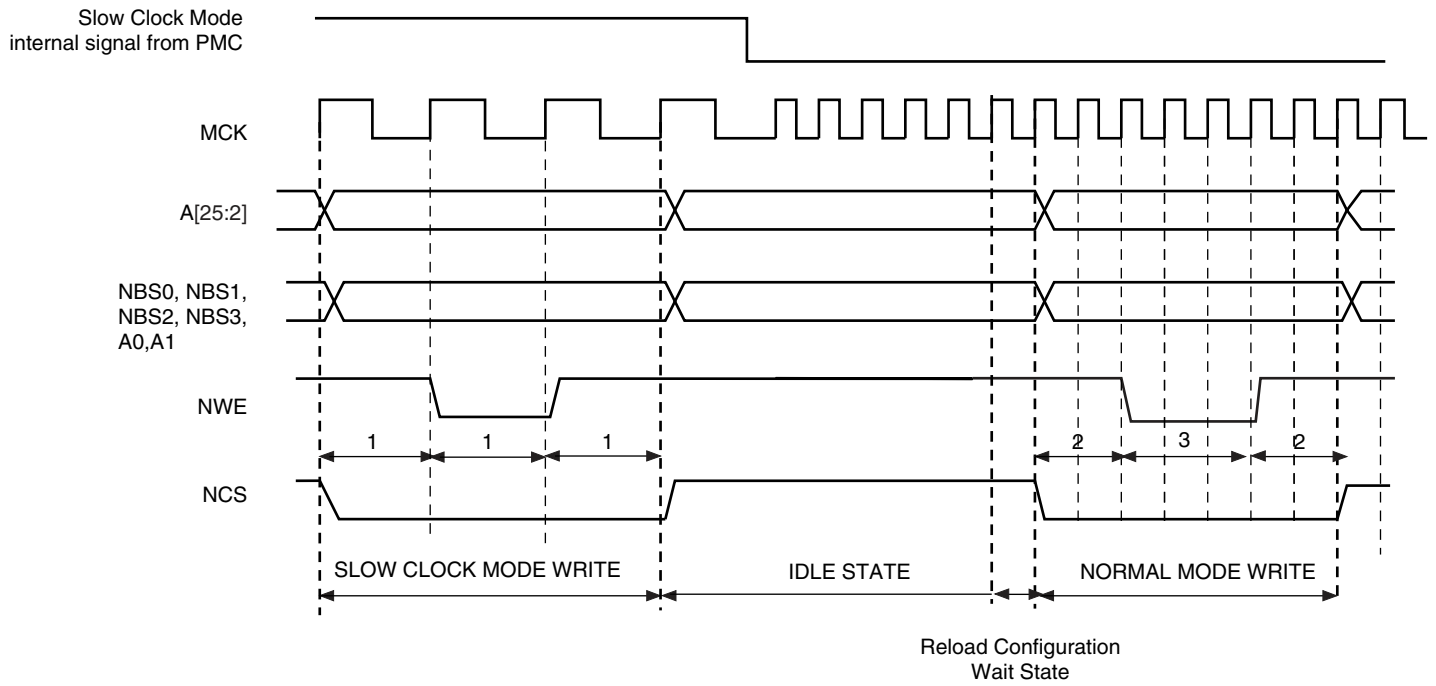 Slow Clock Mode
internal signal from PMC
MCK
A[25:2]
NBS0, NBS1,
NBS2, NBS3,
A0,A1
NWE
1 1 1 2 3 2
NCS
SLOW CLOCK MODE WRITE IDLE STATE NORMAL MODE WRITE
Reload Configuration
Wait State